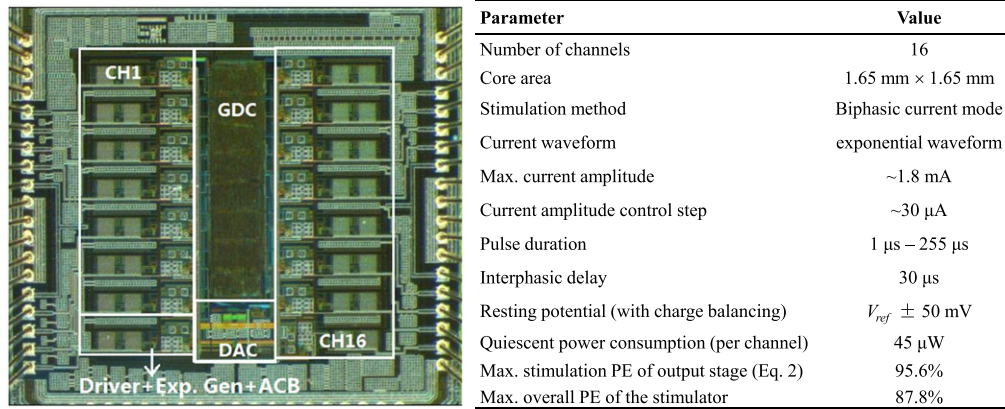 CH1
GDC
DAC
CH16
Driver+Exp. Gen+ACB
Parameter Value
Number of channels 16
Core area 1.65 mm × 1.65 mm
Stimulation method Biphasic current mode
Current waveform exponential waveform
Max. current amplitude ~1.8 mA
Current amplitude control step ~30 μA
Pulse duration 1 μs – 255 μs
Interphasic delay 30 μs
Resting potential (with charge balancing) Vref ± 50 mV
Quiescent power consumption (per channel) 45 μW
Max. stimulation PE of output stage (Eq. 2) 95.6%
Max. overall PE of the stimulator 87.8%